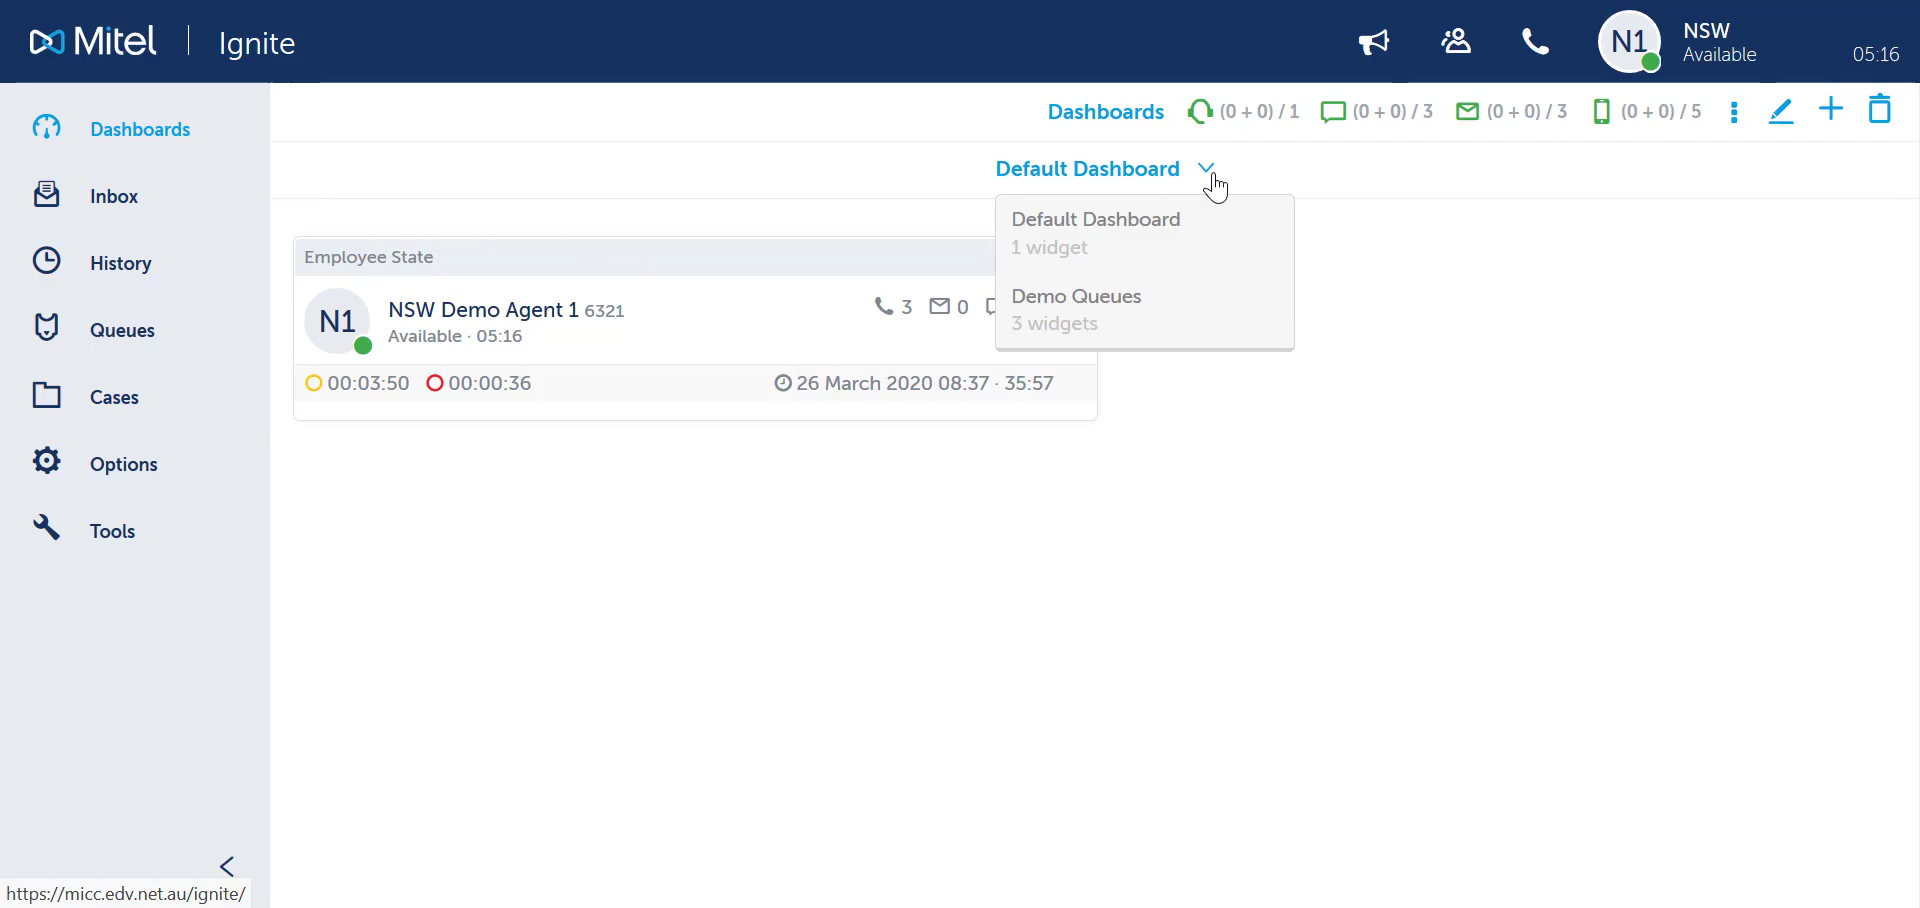 Mitel | Ignite
N1
NSW
Available
05:16
Dashboards (0 + 0) / 1 (0 + 0) / 3 (0 + 0) / 3 (0 + 0) / 5
Dashboards
Inbox
History
Queues
Cases
Options
Tools
Default Dashboard
Default Dashboard
1 widget
Demo Queues
3 widgets
Employee State
N1
NSW Demo Agent 1 6321
Available · 05:16
3 0
00:03:50 00:00:36 26 March 2020 08:37 · 35:57
https://micc.edv.net.au/ignite/